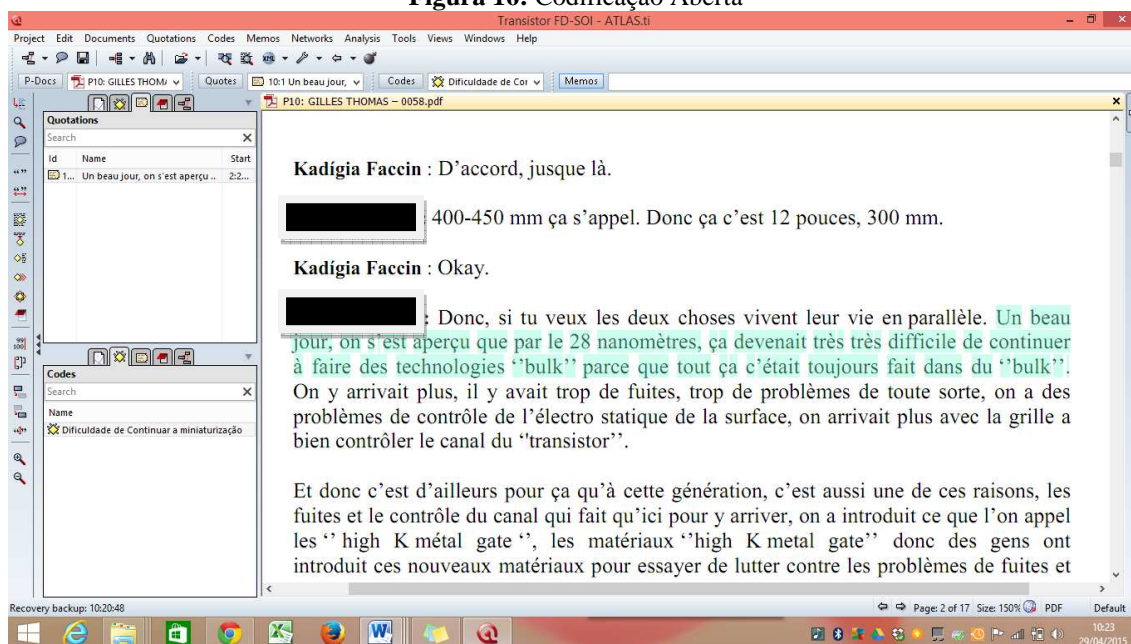 Figura 16: Codificação Aberta
Transistor FD-SOI - ATLAS.ti
Project Edit Documents Quotations Codes Memos Networks Analysis Tools Views Windows Help
P-Docs P10: GILLES THOM Quotes 10:1 Un beau jour, Codes Dificuldade de Cor Memos
P10: GILLES THOMAS – 0058.pdf
Quotations
Search
Id Name Start
1... Un beau jour, on s'est aperçu .. 2:2...
Codes
Search
Name
Dificuldade de Continuar a miniaturização
Kadígia Faccin : D'accord, jusque là.
: 400-450 mm ça s'appel. Donc ça c'est 12 pouces, 300 mm.
Kadígia Faccin : Okay.
: Donc, si tu veux les deux choses vivent leur vie en parallèle. Un beau
jour, on s'est aperçu que par le 28 nanomètres, ça devenait très très difficile de continuer
à faire des technologies ‘‘bulk’’ parce que tout ça c'était toujours fait dans du ‘‘bulk’’.
On y arrivait plus, il y avait trop de fuites, trop de problèmes de toute sorte, on a des
problèmes de contrôle de l'électro statique de la surface, on arrivait plus avec la grille a
bien contrôler le canal du ‘‘transistor’’.
Et donc c'est d'ailleurs pour ça qu'à cette génération, c'est aussi une de ces raisons, les
fuites et le contrôle du canal qui fait qu'ici pour y arriver, on a introduit ce que l'on appel
les ‘‘ high K métal gate ‘‘, les matériaux ‘‘high K metal gate’’ donc des gens ont
introduit ces nouveaux matériaux pour essayer de lutter contre les problèmes de fuites et
Recovery backup: 10:20:48
Page: 2 of 17 Size: 150% PDF Default
10:23
29/04/2015